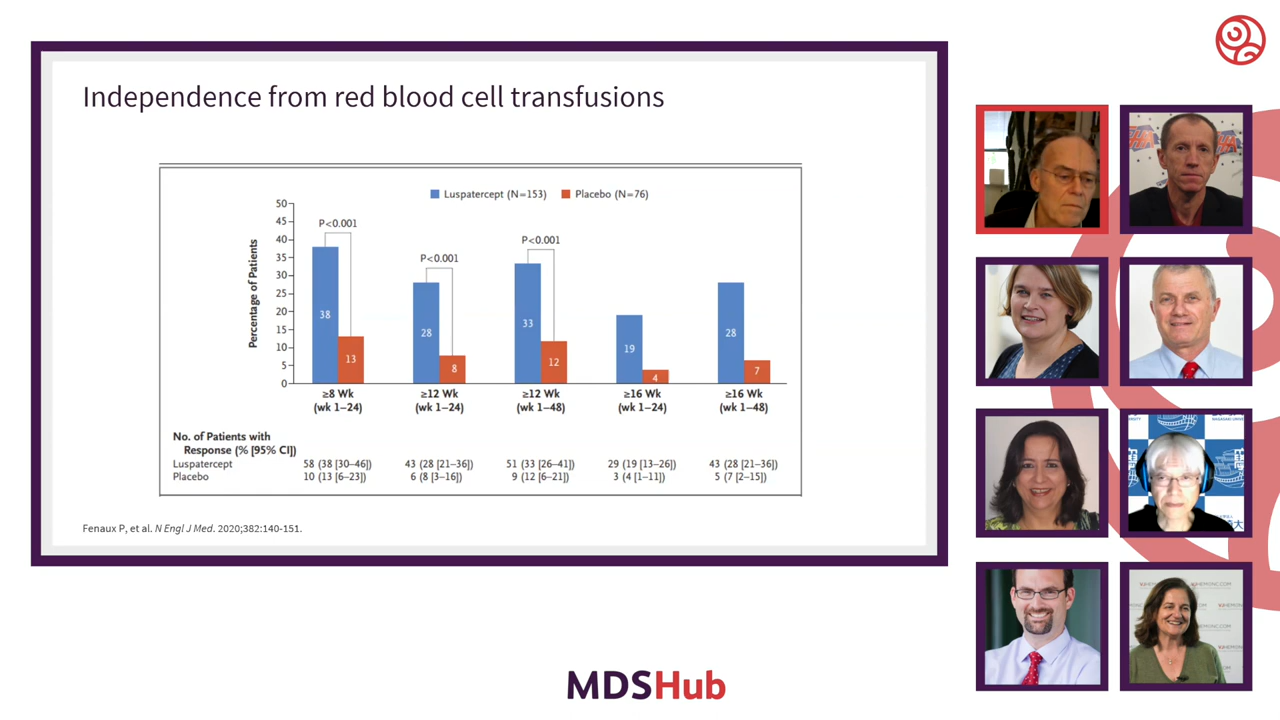 Independence from red blood cell transfusions
Luspatercept (N=153) Placebo (N=76)
Percentage of Patients
50
45
40
35
30
25
20
15
10
5
0
P<0.001
P<0.001
P<0.001
38
13
28
8
33
12
19
4
28
7
≥8 Wk ≥12 Wk ≥12 Wk ≥16 Wk ≥16 Wk
(wk 1–24) (wk 1–24) (wk 1–48) (wk 1–24) (wk 1–48)
No. of Patients with
Response (% [95% CI])
Luspatercept 58 (38 [30–46]) 43 (28 [21–36]) 51 (33 [26–41]) 29 (19 [13–26]) 43 (28 [21–36])
Placebo 10 (13 [6–23]) 6 (8 [3–16]) 9 (12 [6–21]) 3 (4 [1–11]) 5 (7 [2–15])
Fenaux P, et al. N Engl J Med. 2020;382:140-151.
MDSHub